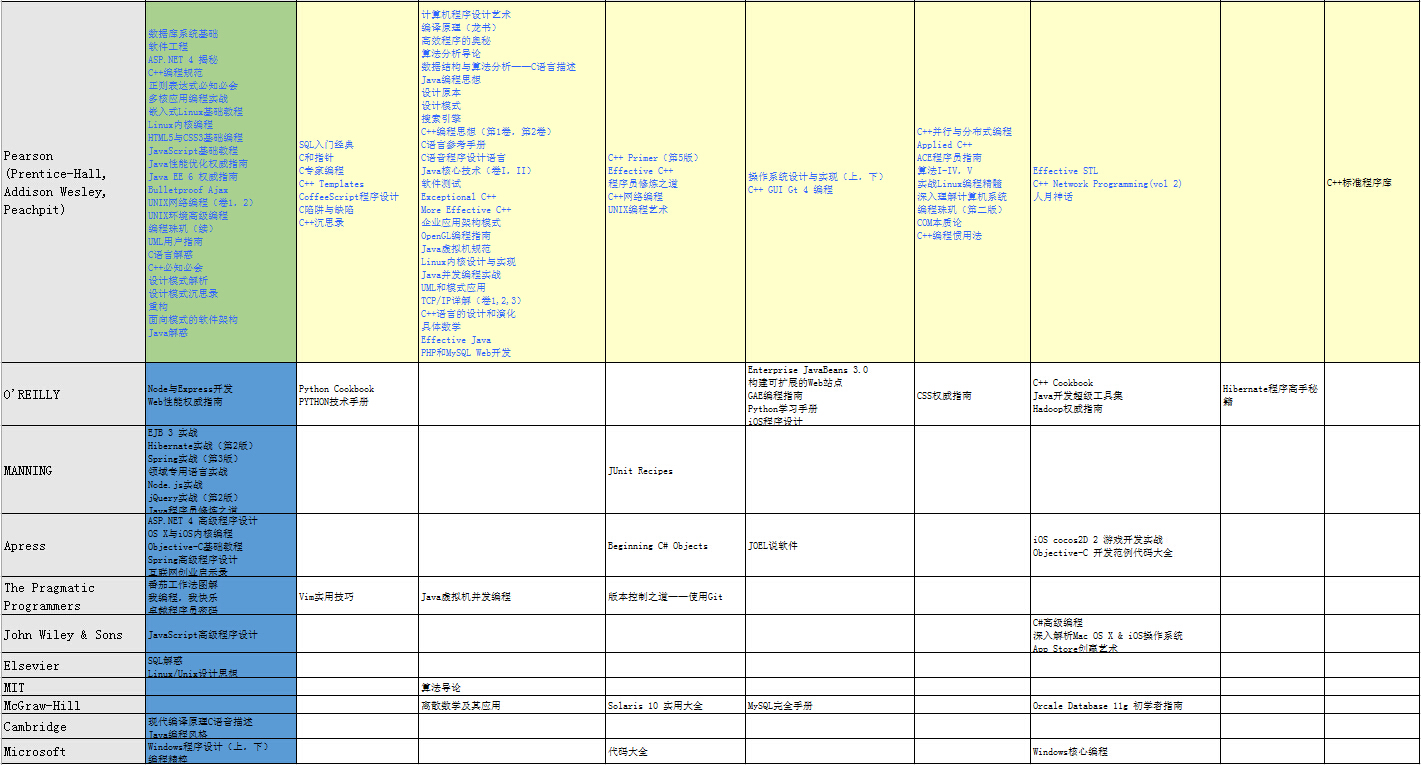 Pearson
(Prentice-Hall,
Addison Wesley,
Peachpit)
数据库系统基础
软件工程
ASP.NET 4 揭秘
C++编程规范
正则表达式必知必会
多核应用编程实战
嵌入式Linux基础教程
Linux内核编程
HTML5与CSS3基础编程
JavaScript基础教程
Java性能优化权威指南
Java EE 6 权威指南
Bulletproof Ajax
UNIX网络编程（卷1，2）
UNIX环境高级编程
编程珠玑（续）
UML用户指南
C语言解惑
C++必知必会
设计模式解析
设计模式沉思录
重构
面向模式的软件架构
Java解惑
SQL入门经典
C和指针
C专家编程
C++ Templates
CoffeeScript程序设计
C陷阱与缺陷
C++沉思录
计算机程序设计艺术
编译原理（龙书）
高效程序的奥秘
算法分析导论
数据结构与算法分析——C语言描述
Java编程思想
设计原本
设计模式
搜索引擎
C++编程思想（第1卷，第2卷）
C语言参考手册
C语音程序设计语言
Java核心技术（卷I，II）
软件测试
Exceptional C++
More Effective C++
企业应用架构模式
OpenGL编程指南
Java虚拟机规范
Linux内核设计与实现
Java并发编程实战
UML和模式应用
TCP/IP详解（卷1,2,3）
C++语言的设计和演化
具体数学
Effective Java
PHP和MySQL Web开发
C++ Primer（第5版）
Effective C++
程序员修炼之道
C++网络编程
UNIX编程艺术
操作系统设计与实现（上，下）
C++ GUI Gt 4 编程
C++并行与分布式编程
Applied C++
ACE程序员指南
算法I-IV，V
实战Linux编程精髓
深入理解计算机系统
编程珠玑（第二版）
COM本质论
C++编程惯用法
Effective STL
C++ Network Programming(vol 2)
人月神话
C++标准程序库
O'REILLY
Node与Express开发
Web性能权威指南
Python Cookbook
PYTHON技术手册
Enterprise JavaBeans 3.0
构建可扩展的Web站点
GAE编程指南
Python学习手册
iOS程序设计
CSS权威指南
C++ Cookbook
Java开发超级工具集
Hadoop权威指南
Hibernate程序高手秘
籍
MANNING
EJB 3 实战
Hibernate实战（第2版）
Spring实战（第3版）
领域专用语言实战
Node.js实战
jQuery实战（第2版）
Java程序员修炼之道
JUnit Recipes
Apress
ASP.NET 4 高级程序设计
OS X与iOS内核编程
Objective-C基础教程
Spring高级程序设计
互联网创业启示录
Beginning C# Objects
JOEL说软件
iOS cocos2D 2 游戏开发实战
Objective-C 开发范例代码大全
The Pragmatic
Programmers
番茄工作法图解
我编程，我快乐
卓越程序员密码
Vim实用技巧
Java虚拟机并发编程
版本控制之道——使用Git
John Wiley & Sons
JavaScript高级程序设计
C#高级编程
深入解析Mac OS X & iOS操作系统
App Store创赢艺术
Elsevier
SQL解惑
Linux/Unix设计思想
MIT
算法导论
McGraw-Hill
离散数学及其应用
Solaris 10 实用大全
MySQL完全手册
Orcale Database 11g 初学者指南
Cambridge
现代编译原理C语音描述
Java编程风格
Microsoft
Windows程序设计（上，下）
编程精粹
代码大全
Windows核心编程